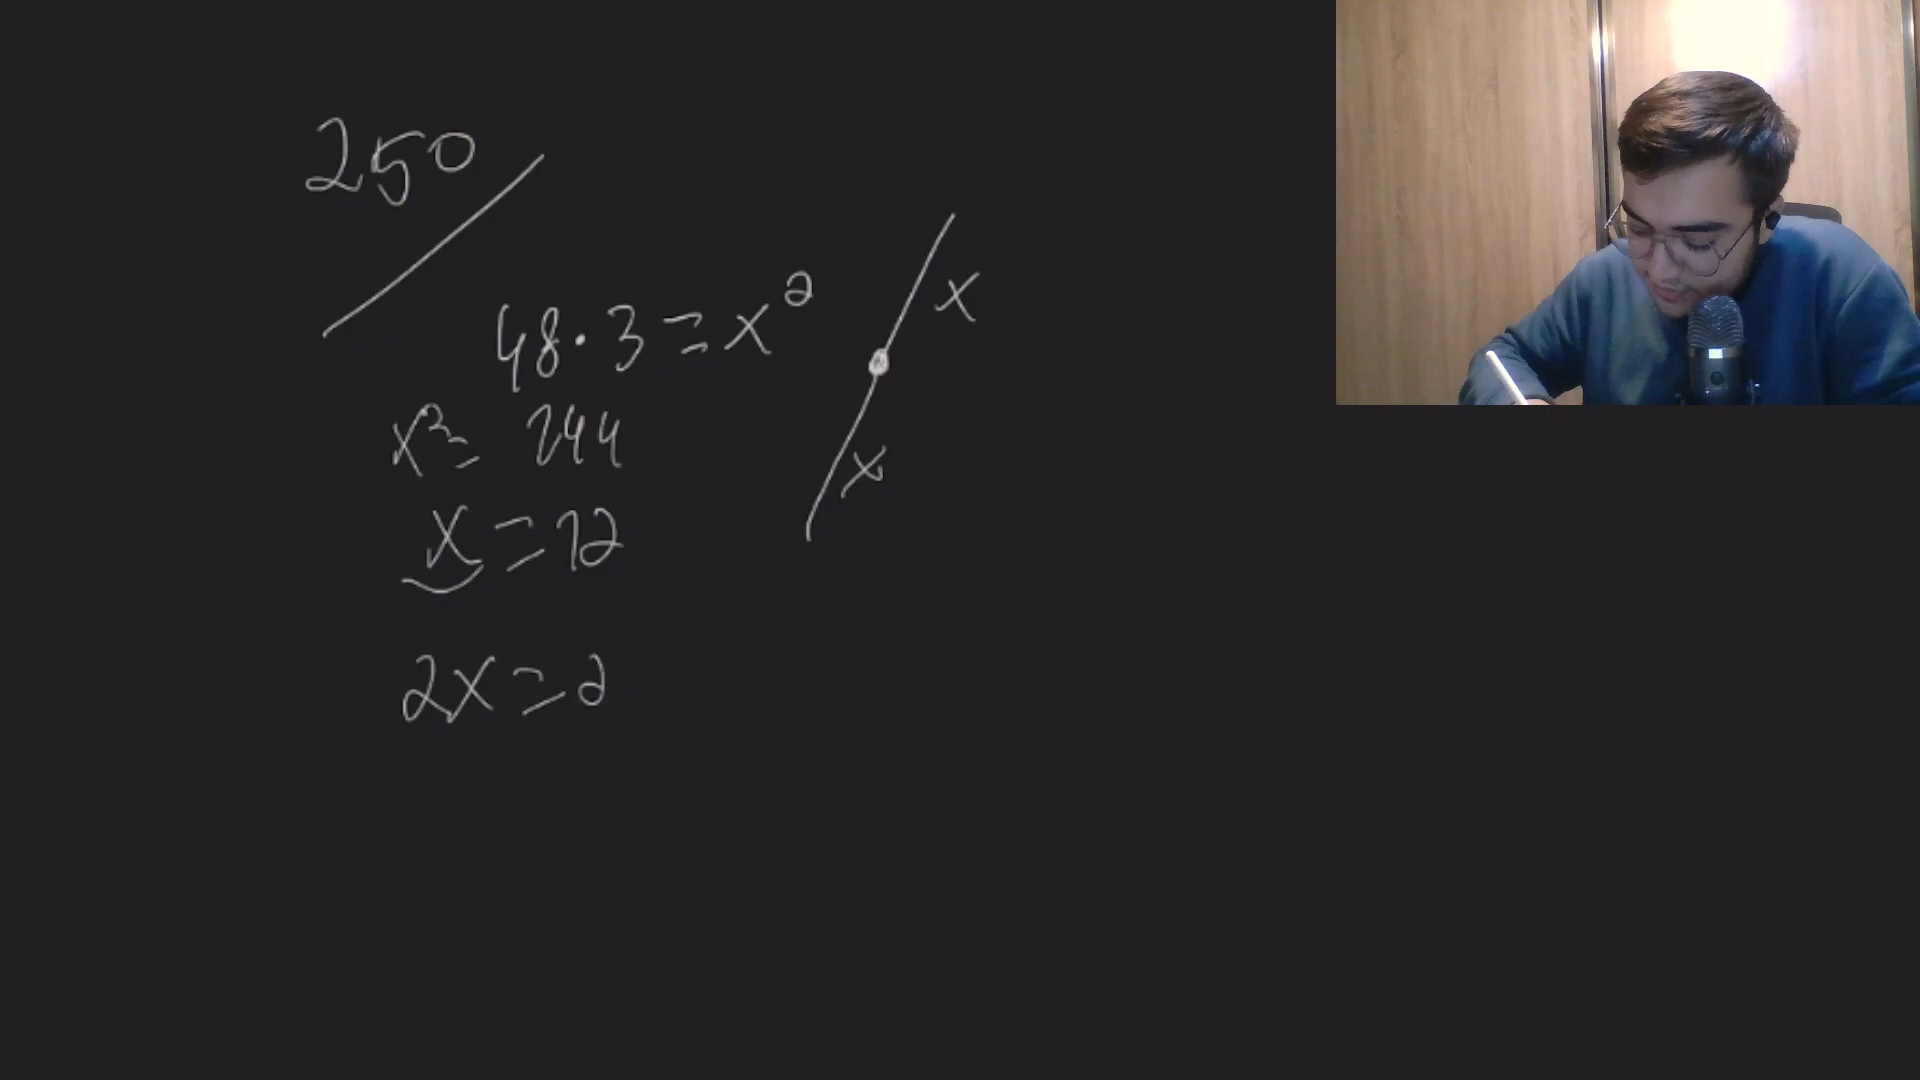 250
48·3=x²
x
x²= 144
x
x=12
2x=2